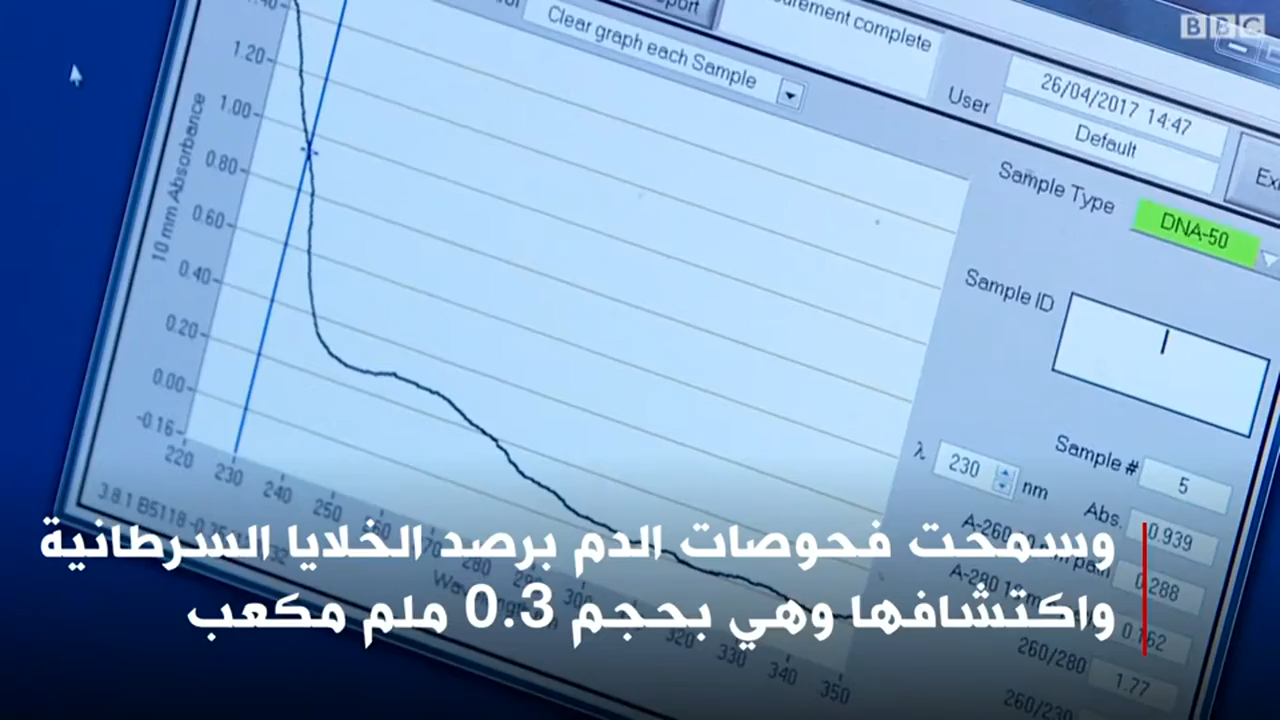 BBC
Clear graph each Sample
complete
User
26/04/2017 14:47
Default
Sample Type
DNA-50
Sample ID
λ
230
nm
Sample #
5
Abs.
0.939
A-260
0.288
A-280
260/280
1.77
10 mm Absorbance
1.20
1.00
0.80
0.60
0.40
0.20
0.00
-0.16
220
230
240
250
320
330
340
350
وسمحت فحوصات الدم برصد الخلايا السرطانية
واكتشافها وهي بحجم 0.3 ملم مكعب